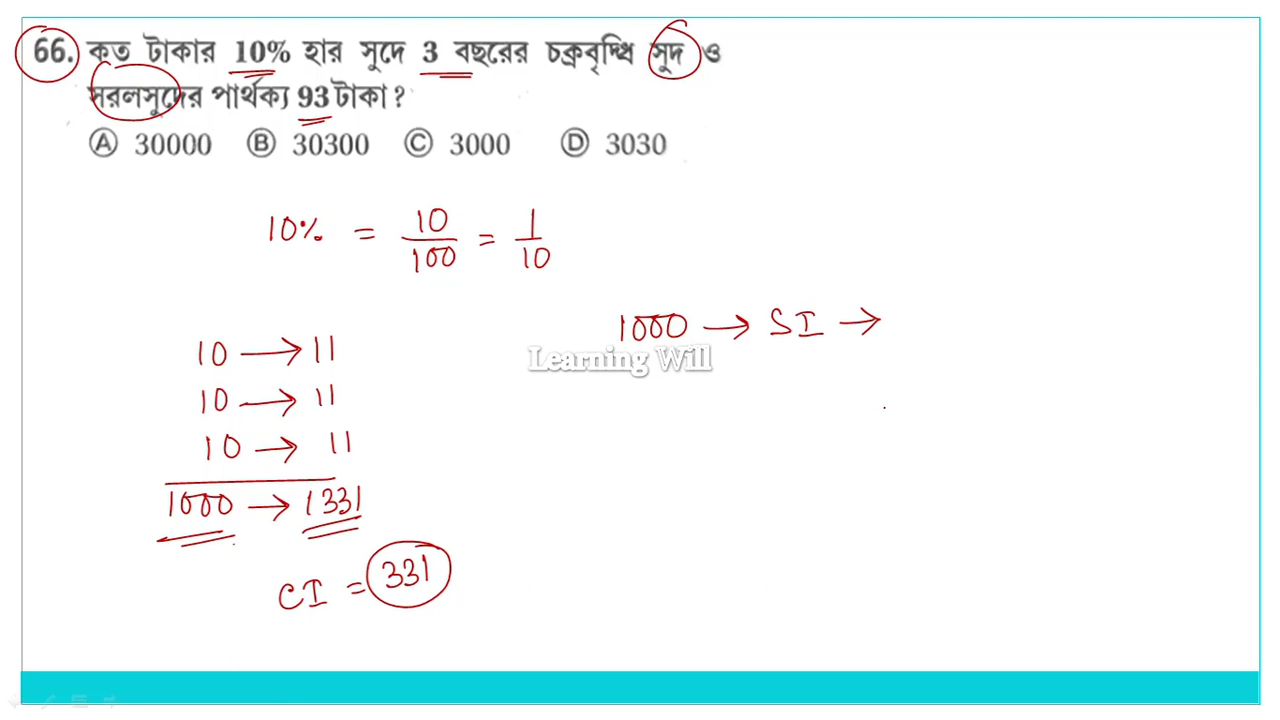 66. কত টাকার 10% হার সুদে 3 বছরের চক্রবৃদ্ধি সুদ ও
সরলসুদের পার্থক্য 93 টাকা ?
Ⓐ 30000 Ⓑ 30300 Ⓒ 3000 Ⓓ 3030
10% = 10/100 = 1/10
1000 → SI →
Learning Will
10 → 11
10 → 11
10 → 11
1000 → 1331
CI = 331